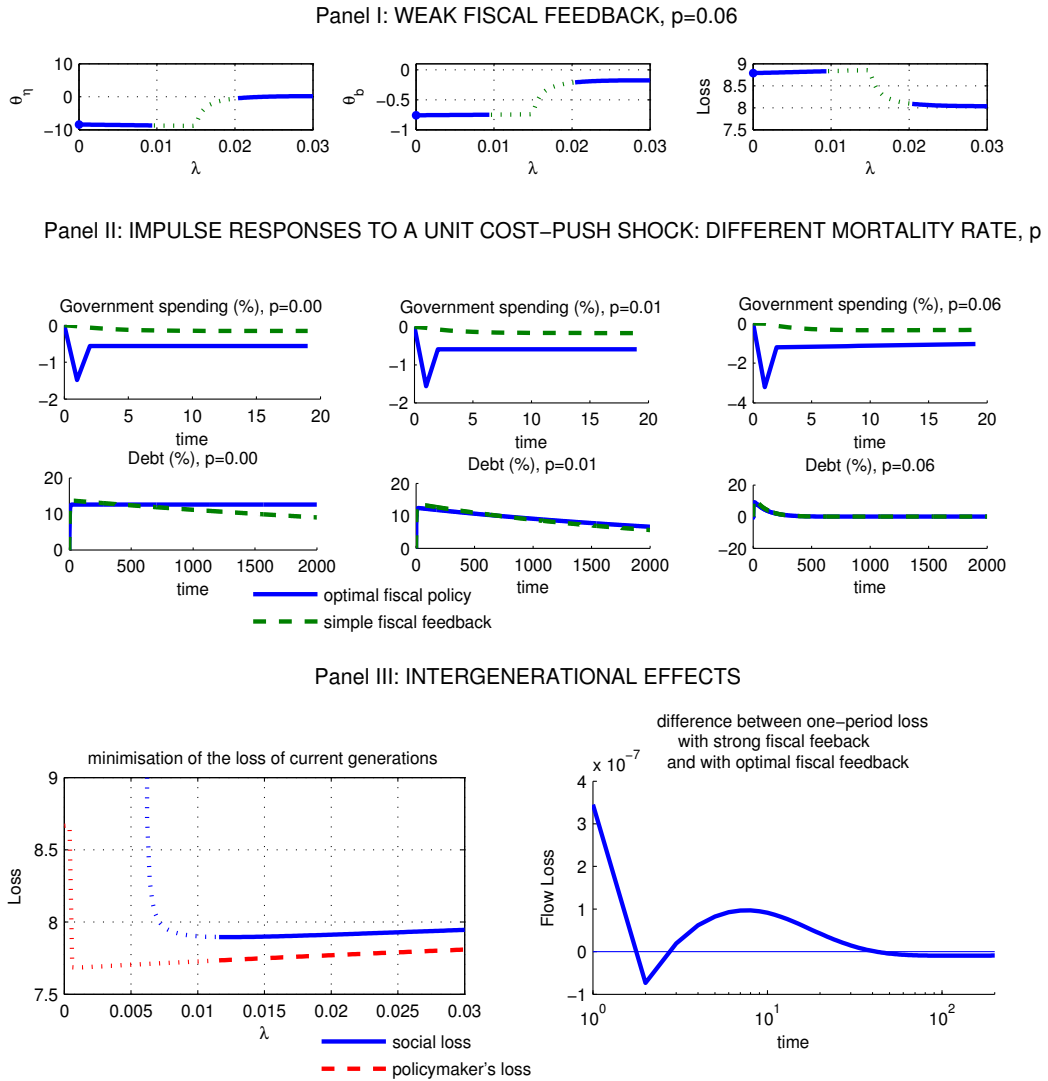 Panel I: WEAK FISCAL FEEDBACK, p=0.06
10
0
−10
θη
0
0.01
0.02
0.03
λ
0
−0.5
−1
θb
0
0.01
0.02
0.03
λ
9
8.5
8
7.5
Loss
0
0.01
0.02
0.03
λ
Panel II: IMPULSE RESPONSES TO A UNIT COST−PUSH SHOCK: DIFFERENT MORTALITY RATE, p
Government spending (%), p=0.00
0
−1
−2
0
5
10
15
20
time
Government spending (%), p=0.01
0
−1
−2
0
5
10
15
20
time
Government spending (%), p=0.06
0
−2
−4
0
5
10
15
20
time
Debt (%), p=0.00
20
10
0
0
500
1000
1500
2000
time
Debt (%), p=0.01
20
10
0
0
500
1000
1500
2000
time
Debt (%), p=0.06
20
0
−20
0
500
1000
1500
2000
time
optimal fiscal policy
simple fiscal feedback
Panel III: INTERGENERATIONAL EFFECTS
minimisation of the loss of current generations
9
8.5
8
7.5
Loss
0
0.005
0.01
0.015
0.02
0.025
0.03
λ
social loss
policymaker's loss
difference between one−period loss
with strong fiscal feeback
and with optimal fiscal feedback
x 10⁻⁷
4
3
2
1
0
−1
Flow Loss
10⁰
10¹
10²
time